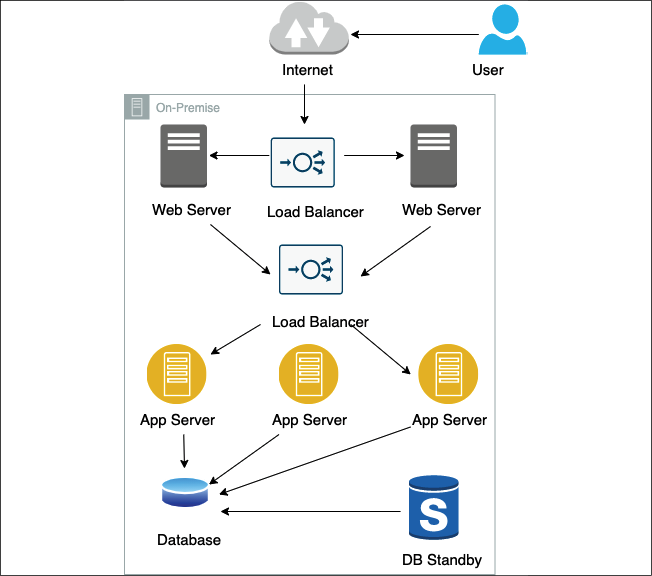 Internet
User
On-Premise
Web Server
Load Balancer
Web Server
Load Balancer
App Server
App Server
App Server
S
Database
DB Standby